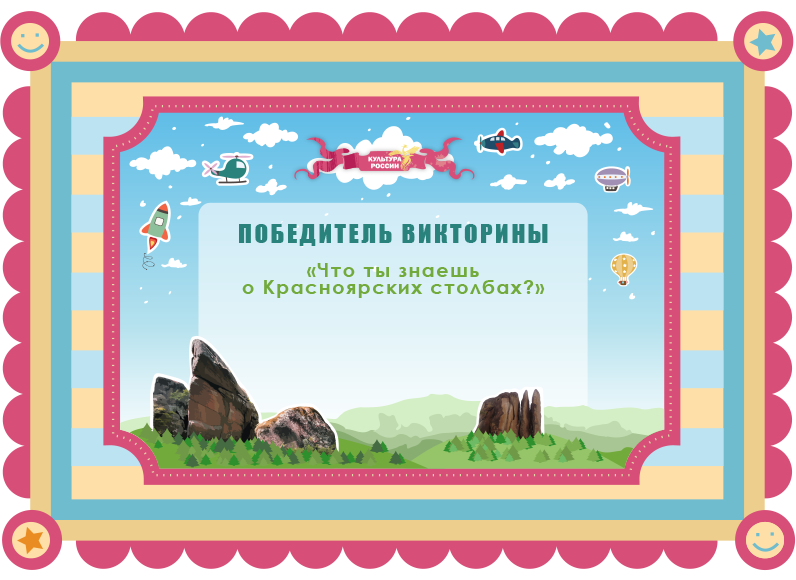 КУЛЬТУРА
РОССИИ
ПОБЕДИТЕЛЬ ВИКТОРИНЫ
«Что ты знаешь
о Красноярских столбах?»